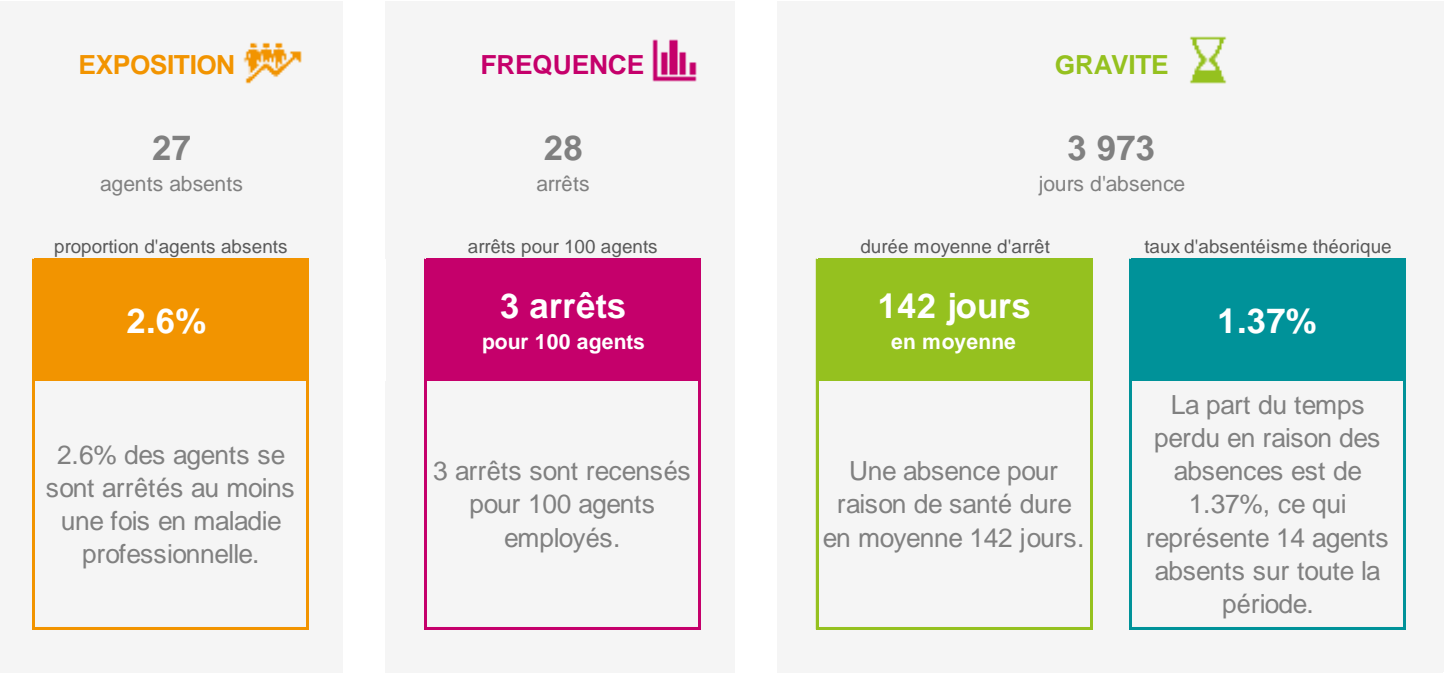 EXPOSITION
27
agents absents
proportion d'agents absents
2.6%
2.6% des agents se
sont arrêtés au moins
une fois en maladie
professionnelle.
FREQUENCE
28
arrêts
arrêts pour 100 agents
3 arrêts
pour 100 agents
3 arrêts sont recensés
pour 100 agents
employés.
GRAVITE
3 973
jours d'absence
durée moyenne d'arrêt
142 jours
en moyenne
Une absence pour
raison de santé dure
en moyenne 142 jours.
taux d'absentéisme théorique
1.37%
La part du temps
perdu en raison des
absences est de
1.37%, ce qui
représente 14 agents
absents sur toute la
période.